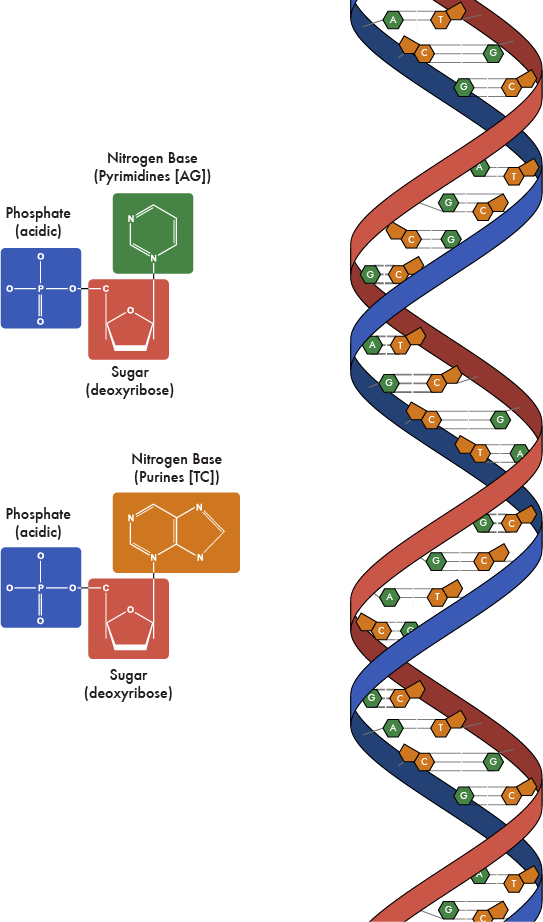 Nitrogen Base
(Pyrimidines [AG])
Phosphate
(acidic)
N
O
N
O P O C
O
O
Sugar
(deoxyribose)
Nitrogen Base
(Purines [TC])
Phosphate
(acidic)
N
N
O
N
N
O P O C
O
O
Sugar
(deoxyribose)
A T
C G
G C
A T
G C
C G
G C
A T
G C
C G
T A
G C
G C
A T
C G
G C
A T
C G
G C
A T
G C